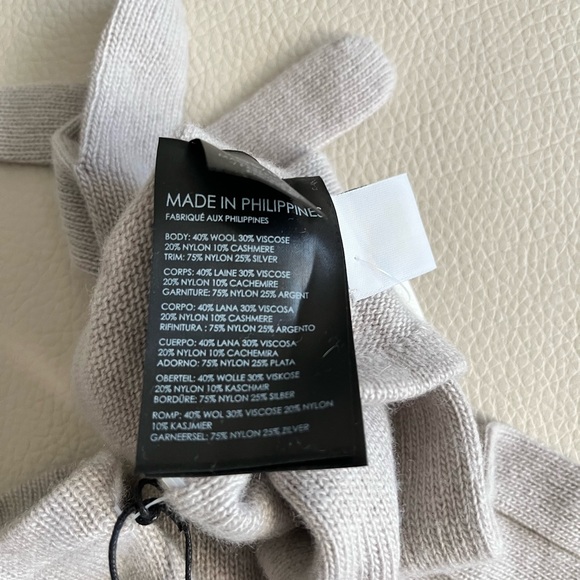 MADE IN PHILIPPINES
FABRIQUÉ AUX PHILIPPINES
BODY: 40% WOOL 30% VISCOSE
20% NYLON 10% CASHMERE
TRIM: 75% NYLON 25% SILVER
CORPS: 40% LAINE 30% VISCOSE
20% NYLON 10% CACHEMIRE
GARNITURE: 75% NYLON 25% ARGENT
CORPO: 40% LANA 30% VISCOSA
20% NYLON 10% CASHMERE
RIFINITURA : 75% NYLON 25% ARGENTO
CUERPO: 40% LANA 30% VISCOSA
20% NYLON 10% CACHEMIRA
ADORNO: 75% NYLON 25% PLATA
OBERTEIL: 40% WOLLE 30% VISKOSE
20% NYLON 10% KASCHMIR
BORDÜRE: 75% NYLON 25% SILBER
ROMP: 40% WOL 30% VISCOSE 20% NYLON
10% KASJMIER
GARNEERSEL: 75% NYLON 25% ZILVER